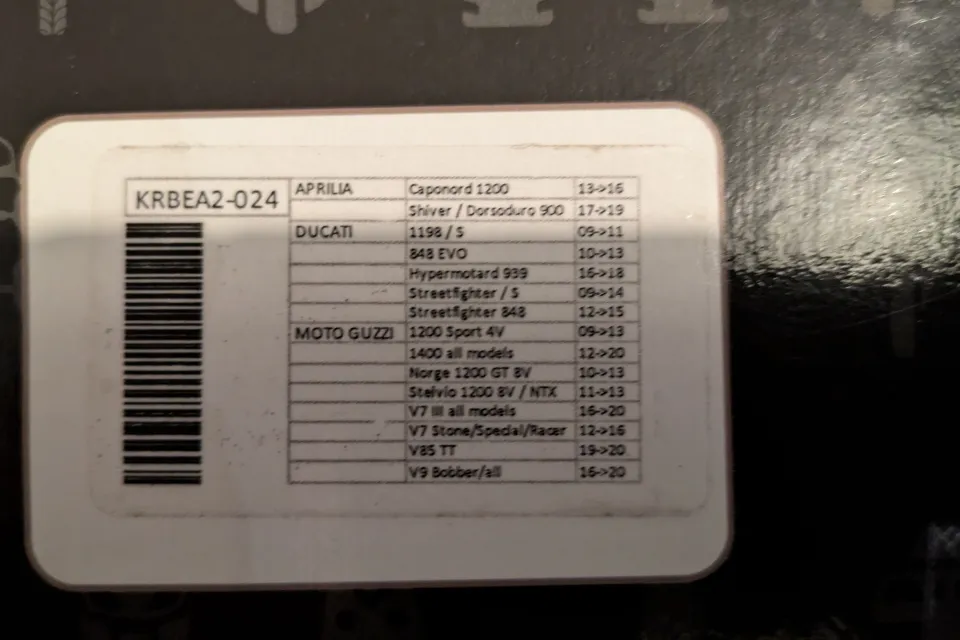 KRBEA2-024
APRILIA Caponord 1200 13->16
Shiver / Dorsoduro 900 17->19
DUCATI 1198 / S 09->11
848 EVO 10->13
Hypermotard 939 16->18
Streetfighter / S 09->14
Streetfighter 848 12->15
MOTO GUZZI 1200 Sport 4V 09->13
1400 all models 12->20
Norge 1200 GT 8V 10->13
Stelvio 1200 8V / NTX 11->13
V7 III all models 16->20
V7 Stone/Special/Racer 12->16
V85 TT 19->20
V9 Bobber/all 16->20